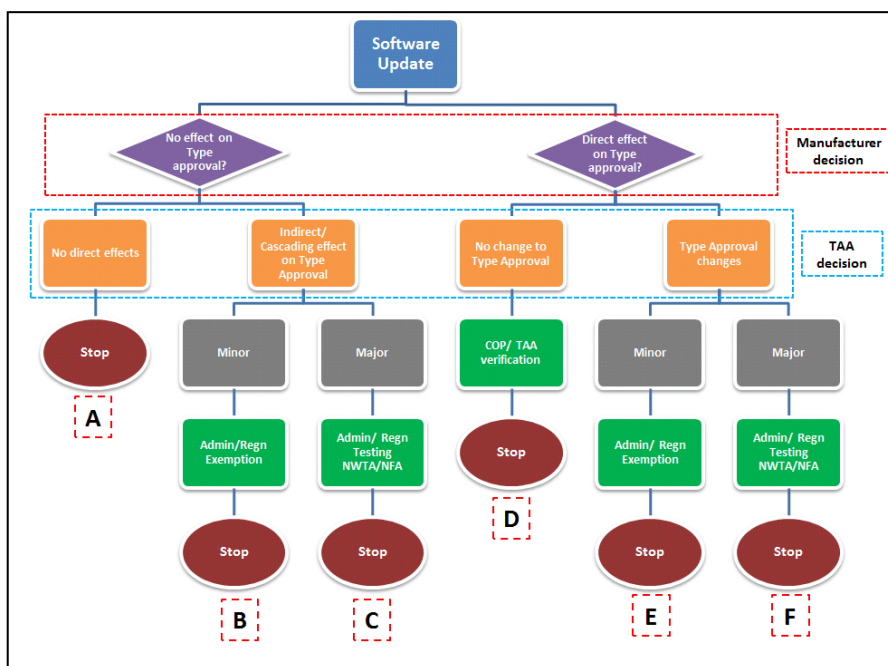 Software
Update
No effect on
Type
approval?
Direct effect
on Type
approval?
Manufacturer
decision
No direct effects
Indirect/
Cascading effect
on Type
Approval
No change to
Type Approval
Type Approval
changes
TAA
decision
Stop
Minor
Major
COP/ TAA
verification
Minor
Major
A
Admin/Regn
Exemption
Admin/ Regn
Testing
NWTA/NFA
Stop
Admin/ Regn
Exemption
Admin/ Regn
Testing
NWTA/NFA
D
Stop
Stop
Stop
Stop
B
C
E
F